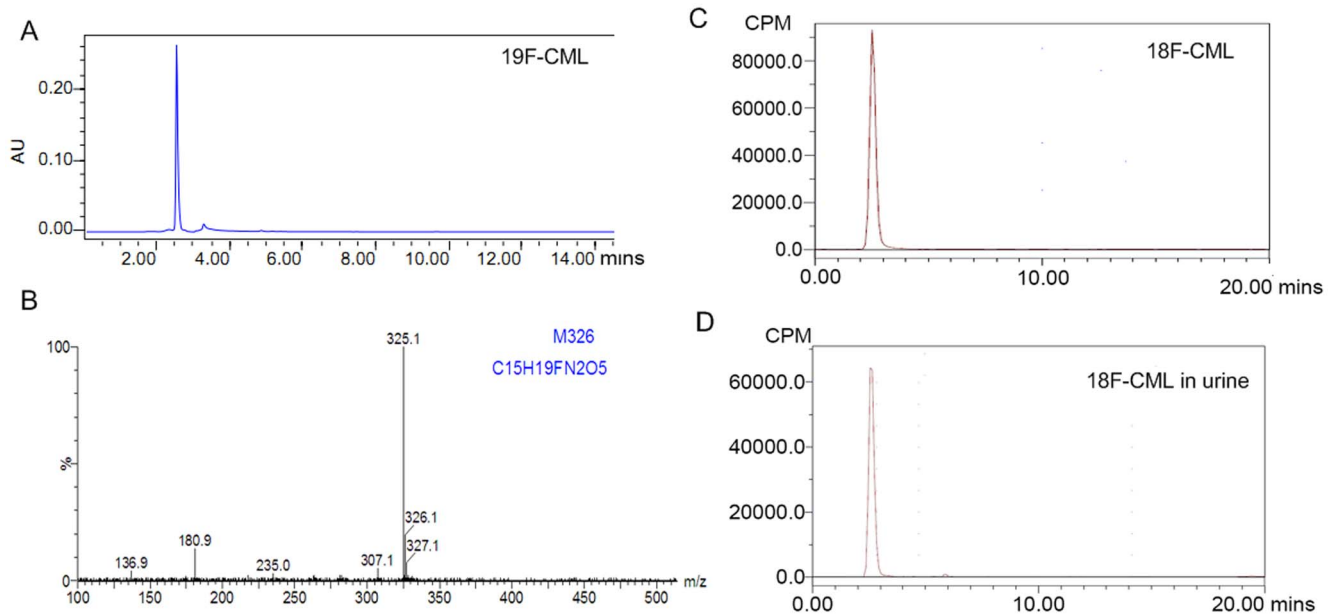 A
19F-CML
AU
0.20
0.10
0.00
2.00 4.00 6.00 8.00 10.00 12.00 14.00 mins
B
M326
C15H19FN2O5
100
%
0
325.1
326.1
327.1
307.1
235.0
180.9
136.9
100 150 200 250 300 350 400 450 500 m/z
C
CPM
18F-CML
80000.0
60000.0
40000.0
20000.0
0.0
0.00 10.00 20.00 mins
D
CPM
18F-CML in urine
60000.0
40000.0
20000.0
0.0
0.00 10.00 20.00 mins